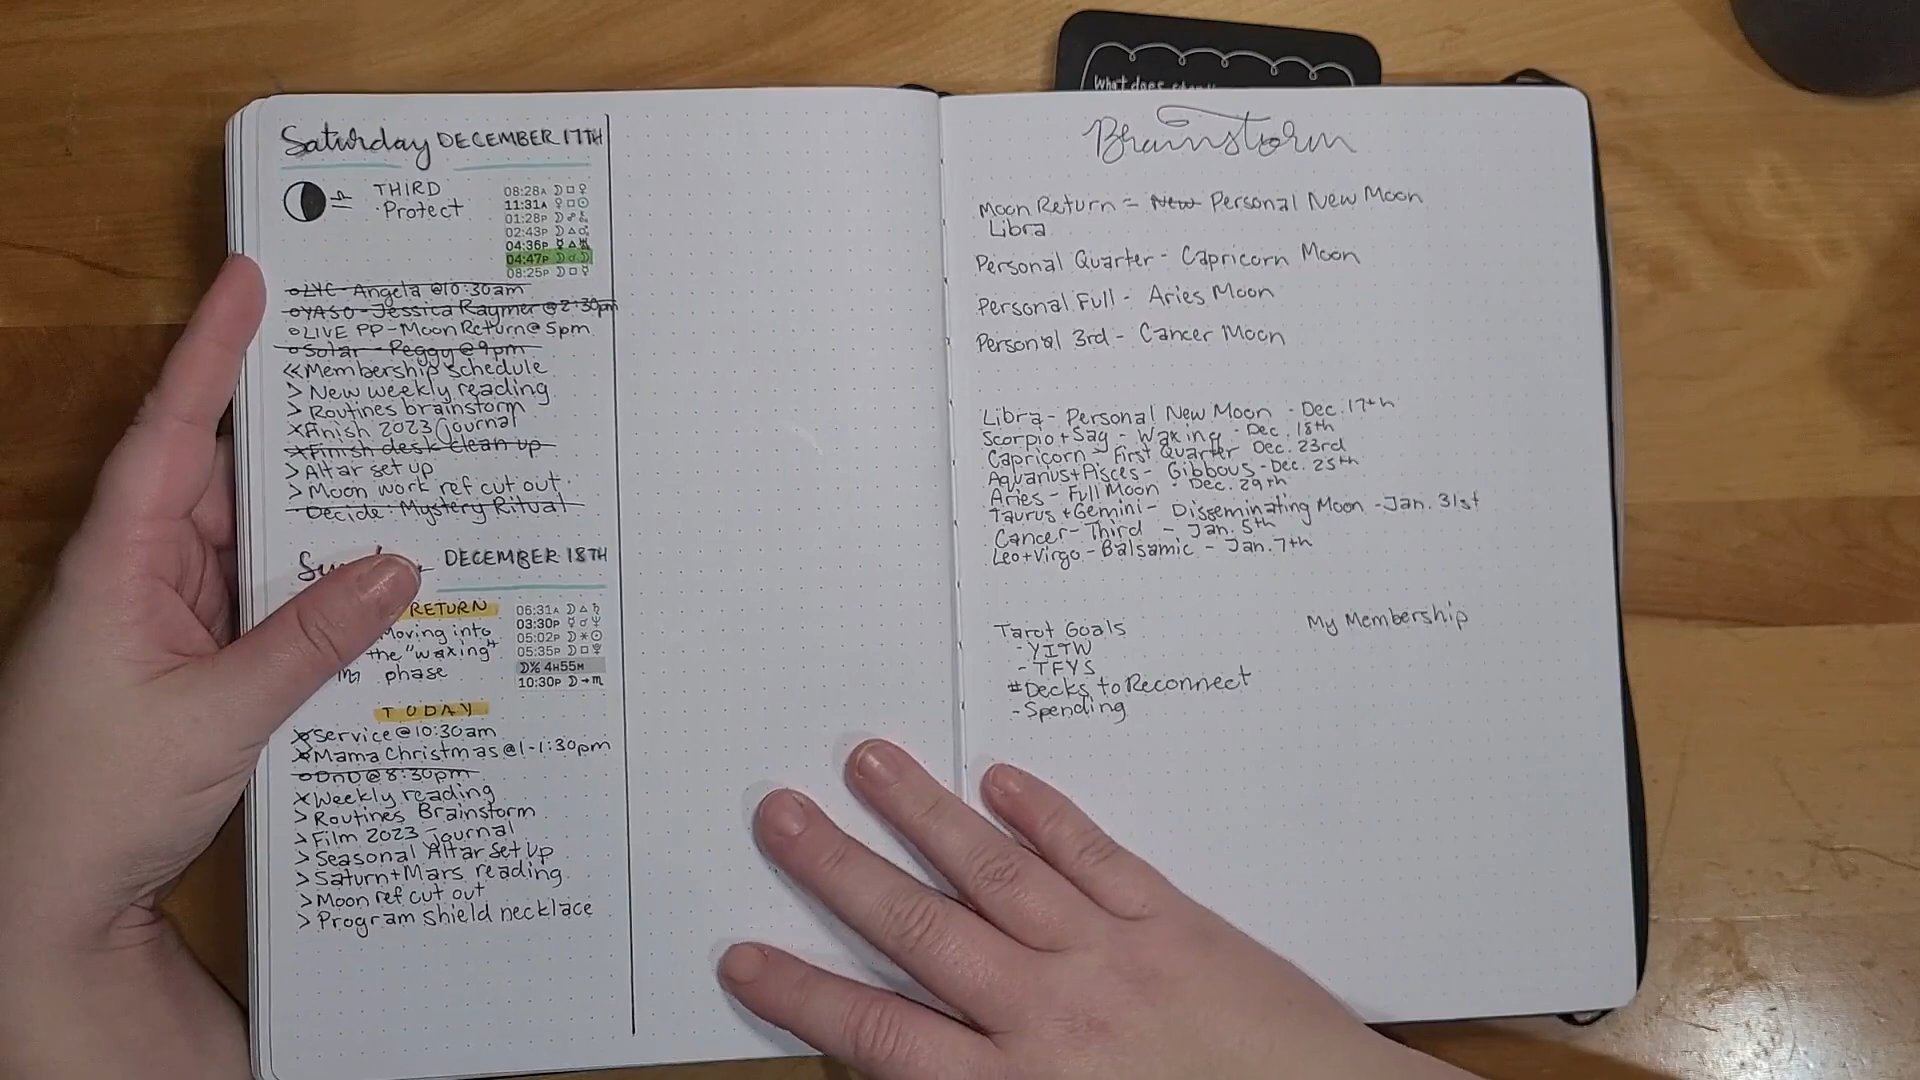 What does
Saturday DECEMBER 17TH
THIRD
· Protect
08:28A ☽ □ ♀
11:31A ♀ □ ☉
01:28P ☽ ☍ ⚷
02:43P ☽ △ ♂
04:36P ☿ △ ♅
04:47P ☽ ☌ ☽
08:25P ☽ □ ☿
o LYC - Angela @10:30am
o YASO - Jessica Raymer @2:30pm
o LIVE PP - Moon Return @ 5pm
o Solar - Peggy @ 9pm
<< Membership schedule
> New weekly reading
> Routines brainstorm
x Finish 2023 journal
x Finish desk clean up
> Altar set up
> Moon work ref cut out
· Decide: Mystery Ritual
DECEMBER 18TH
RETURN
Moving into
the "waxing"
♏ phase
06:31A ☽ △ ♄
03:30P ☿ ☌ ♆
05:02P ☽ ✶ ☉
05:35P ☽ □ ♇
☽% 4H55M
10:30P ☽ → ♏
TODAY
x Service @ 10:30am
x Mama Christmas @ 1-1:30pm
o DnD @ 8:30pm
x Weekly reading
> Routines Brainstorm
> Film 2023 journal
> Seasonal Altar set up
> Saturn + Mars reading
> Moon ref cut out
> Program shield necklace
Brainstorm
Moon Return = New Personal New Moon
Libra
Personal Quarter - Capricorn Moon
Personal Full - Aries Moon
Personal 3rd - Cancer Moon
Libra - Personal New Moon - Dec. 17th
Scorpio + Sag - Waxing - Dec. 18th
Capricorn - First Quarter Dec. 23rd
Aquarius + Pisces - Gibbous - Dec. 25th
Aries - Full Moon - Dec. 29th
Taurus + Gemini - Disseminating Moon - Jan. 31st
Cancer - Third - Jan. 5th
Leo + Virgo - Balsamic - Jan. 7th
Tarot Goals
- YITW
- TFYS
# Decks to Reconnect
- Spending
My Membership